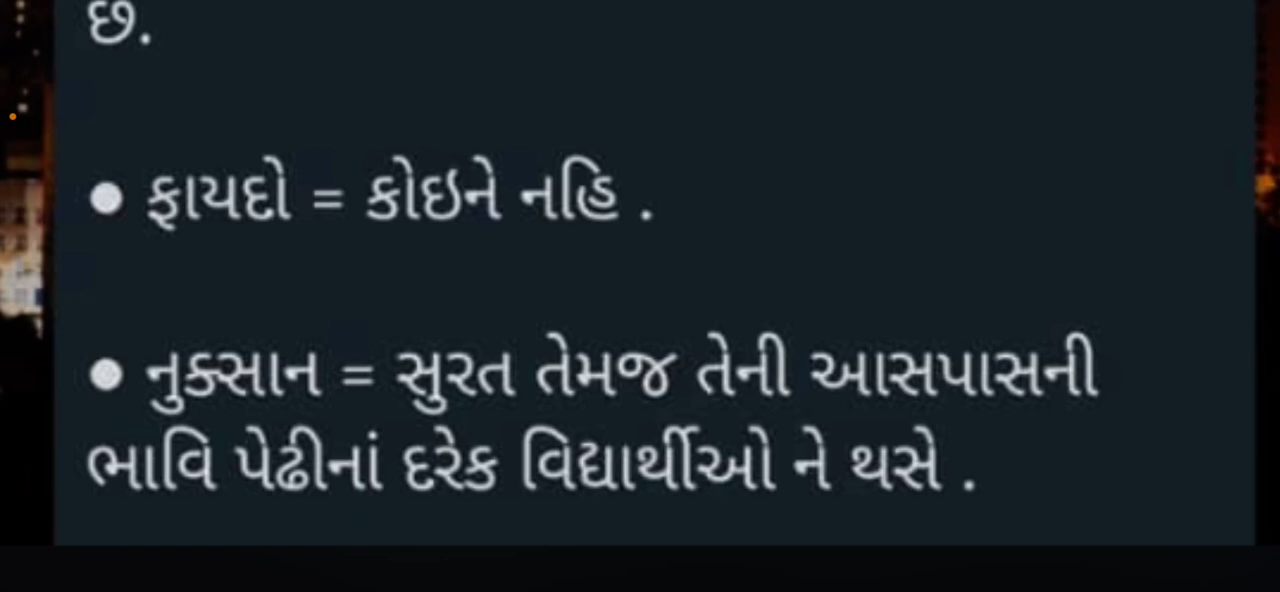 છે.
● ફાયદો = કોઇને નહિ .
● નુક્સાન = સુરત તેમજ તેની આસપાસની
ભાવિ પેઢીનાં દરેક વિદ્યાર્થીઓ ને થસે .